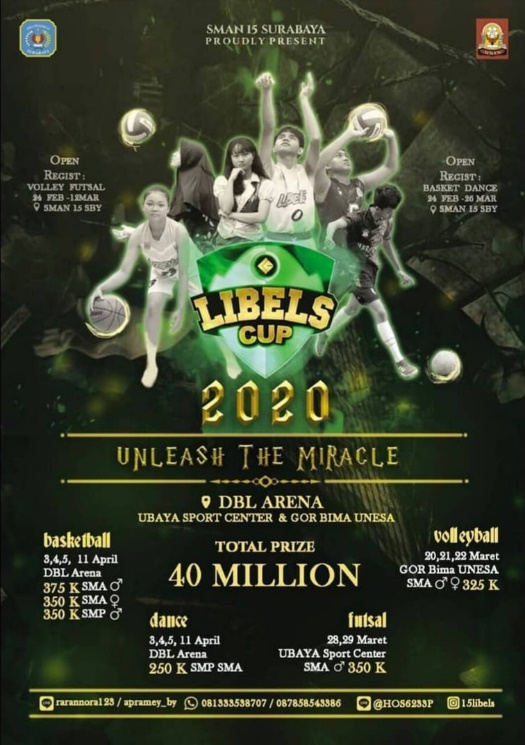 SMAN 15 SURABAYA
PROUDLY PRESENT
OPEN
REGIST :
VOLLEY FUTSAL
24 FEB -12MAR
SMAN 15 SBY
OPEN
REGIST :
BASKET DANCE
24 FEB -26 MAR
SMAN 15 SBY
LIBELS
CUP
2020
UNLEASH THE MIRACLE
DBL ARENA
UBAYA SPORT CENTER & GOR BIMA UNESA
TOTAL PRIZE
40 MILLION
basketball
3,4,5, 11 April
DBL Arena
375 K SMA ♂
350 K SMA ♀
350 K SMP ♂
volleyball
20,21,22 Maret
GOR Bima UNESA
SMA ♂ ♀ 325 K
dance
3,4,5, 11 April
DBL Arena
250 K SMP SMA
futsal
28,29 Maret
UBAYA Sport Center
SMA ♂ 350 K
rarannora123 / apramey_by 081333538707 / 087858543386 @HOS6233P 15libels